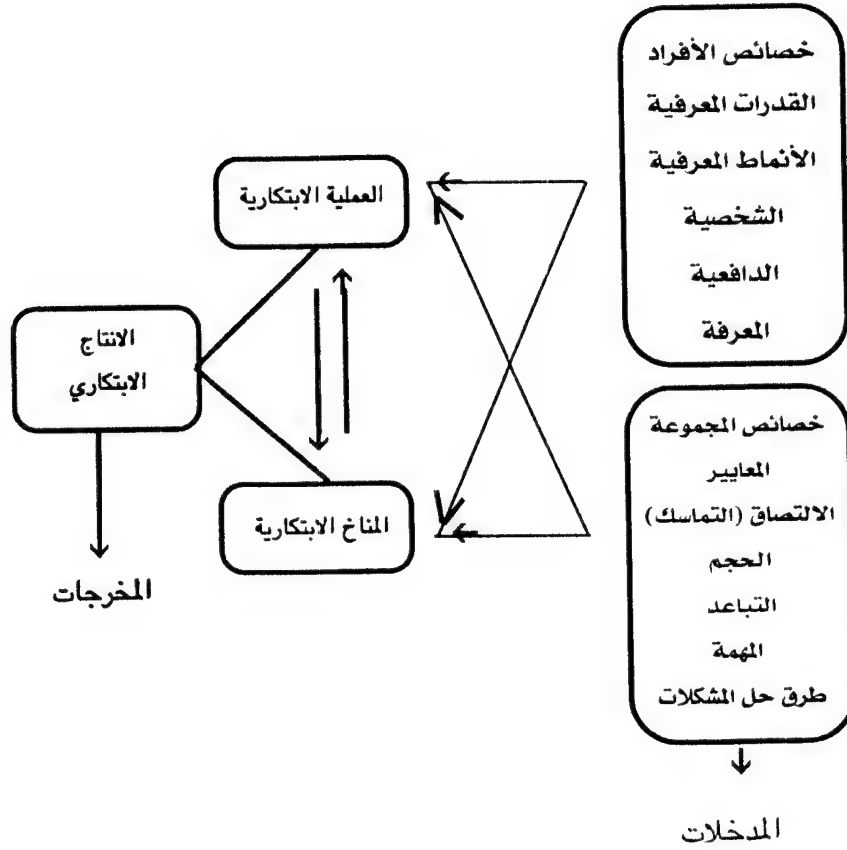 خصائص الأفراد
القدرات المعرفية
الأنماط المعرفية
الشخصية
الدافعية
المعرفة
خصائص المجموعة
المعايير
الالتصاق (التماسك)
الحجم
التباعد
المهمة
طرق حل المشكلات
المدخلات
العملية الابتكارية
المناخ الابتكارية
الانتاج
الابتكاري
المخرجات